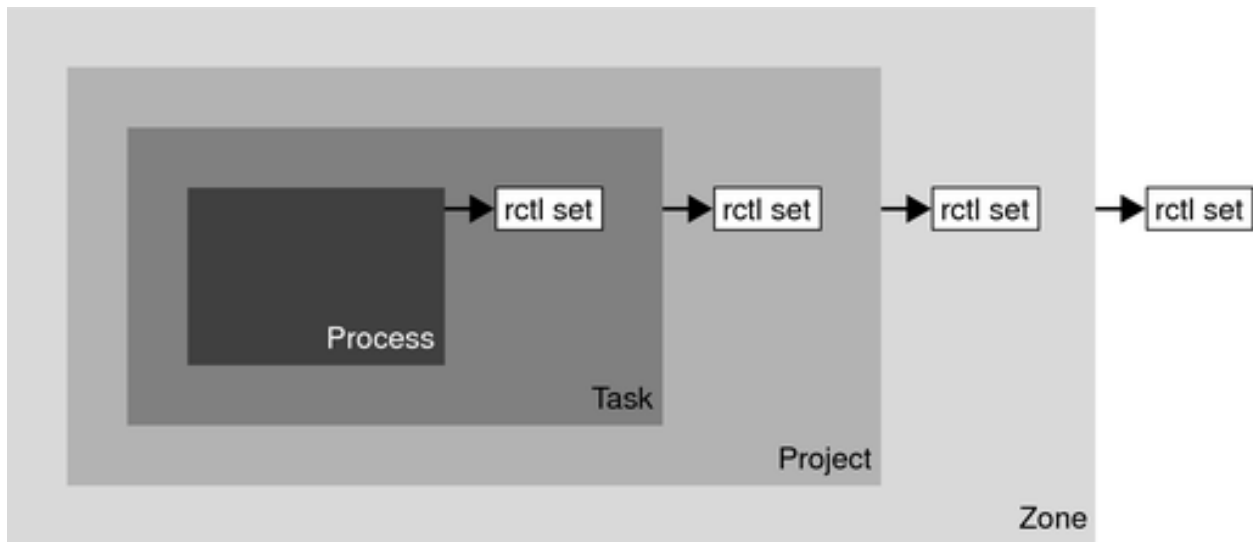 rctl set
rctl set
rctl set
rctl set
Process
Task
Project
Zone